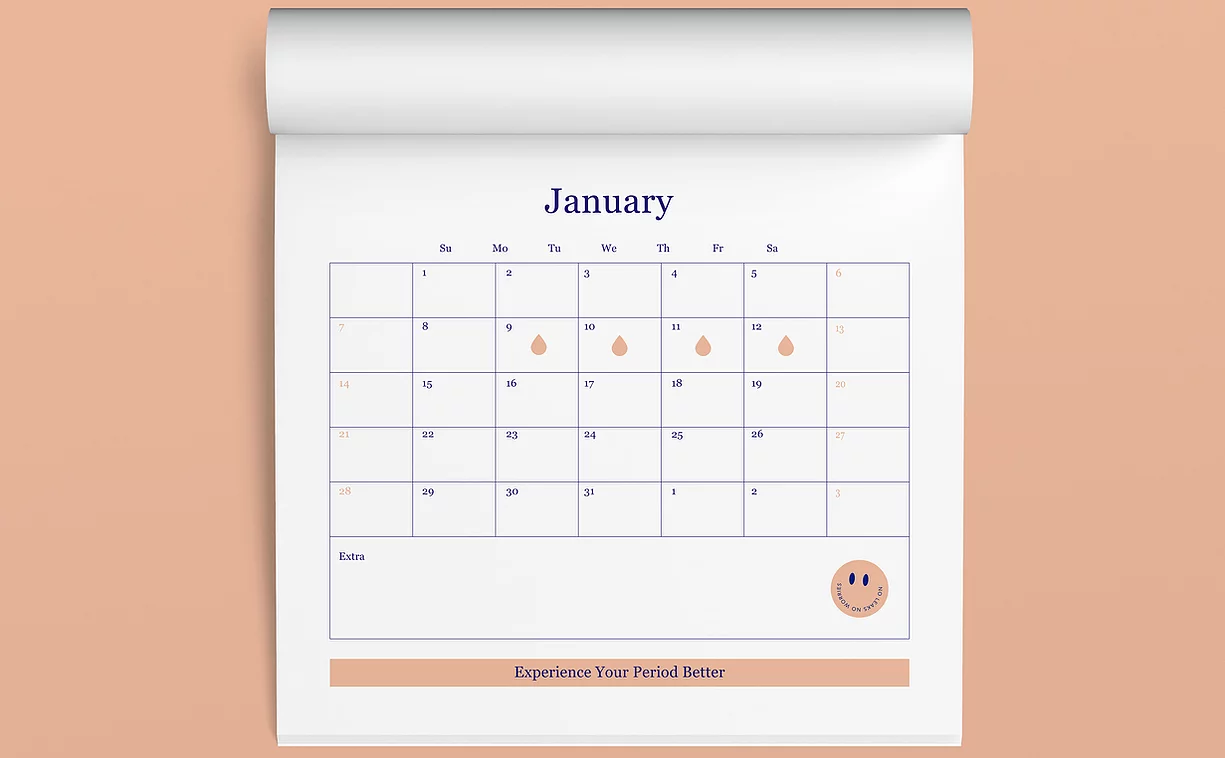 January
Su Mo Tu We Th Fr Sa
1 2 3 4 5 6
7 8 9 10 11 12 13
14 15 16 17 18 19 20
21 22 23 24 25 26 27
28 29 30 31 1 2 3
Extra
NO LEAKS NO WORRIES
Experience Your Period Better